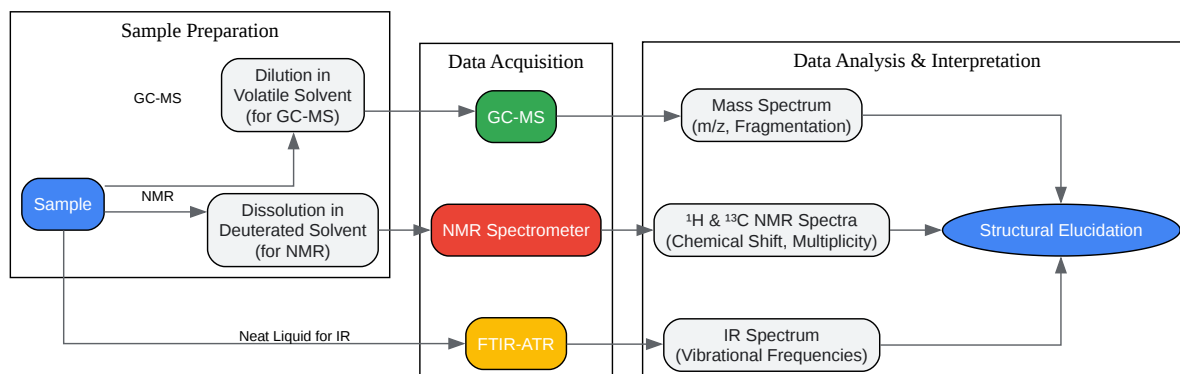 Sample Preparation
GC-MS
Dilution in
Volatile Solvent
(for GC-MS)
Sample
NMR
Dissolution in
Deuterated Solvent
(for NMR)
Neat Liquid for IR
Data Acquisition
GC-MS
NMR Spectrometer
FTIR-ATR
Data Analysis & Interpretation
Mass Spectrum
(m/z, Fragmentation)
¹H & ¹³C NMR Spectra
(Chemical Shift, Multiplicity)
IR Spectrum
(Vibrational Frequencies)
Structural Elucidation